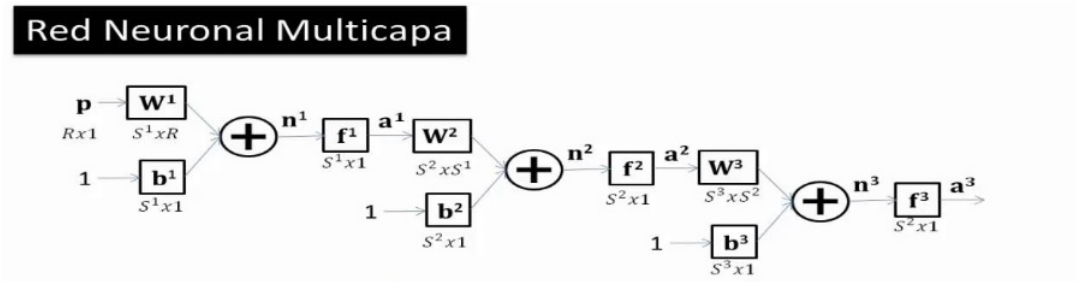 Red Neuronal Multicapa
p W¹ n¹ f¹ a¹ W² n² f² a² W³ n³ f³ a³
Rx1 S¹xR S¹x1 S²xS¹ S²x1 S³xS² S²x1
1 b¹ 1 b² 1 b³
S¹x1 S²x1 S³x1